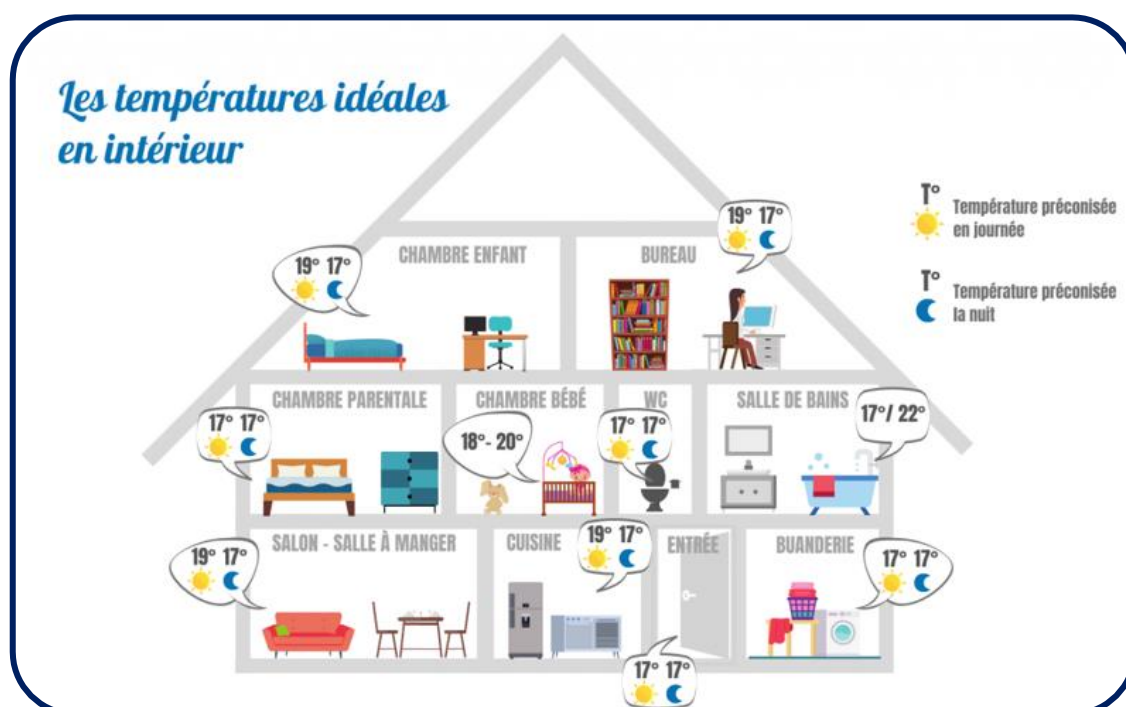 Les températures idéales
en intérieur
T°
Température préconisée
en journée
T°
Température préconisée
la nuit
19° 17°
CHAMBRE ENFANT
BUREAU
19° 17°
CHAMBRE PARENTALE
17° 17°
CHAMBRE BÉBÉ
18°- 20°
WC
17° 17°
SALLE DE BAINS
17°/ 22°
SALON - SALLE À MANGER
19° 17°
CUISINE
19° 17°
ENTRÉE
17° 17°
BUANDERIE
17° 17°